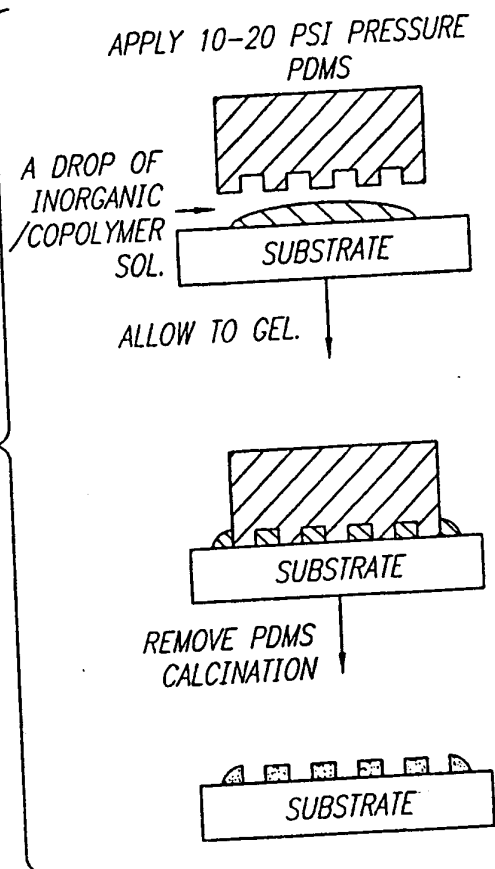 APPLY 10-20 PSI PRESSURE
PDMS
A DROP OF
INORGANIC
/COPOLYMER
SOL.
SUBSTRATE
ALLOW TO GEL.
SUBSTRATE
REMOVE PDMS
CALCINATION
SUBSTRATE